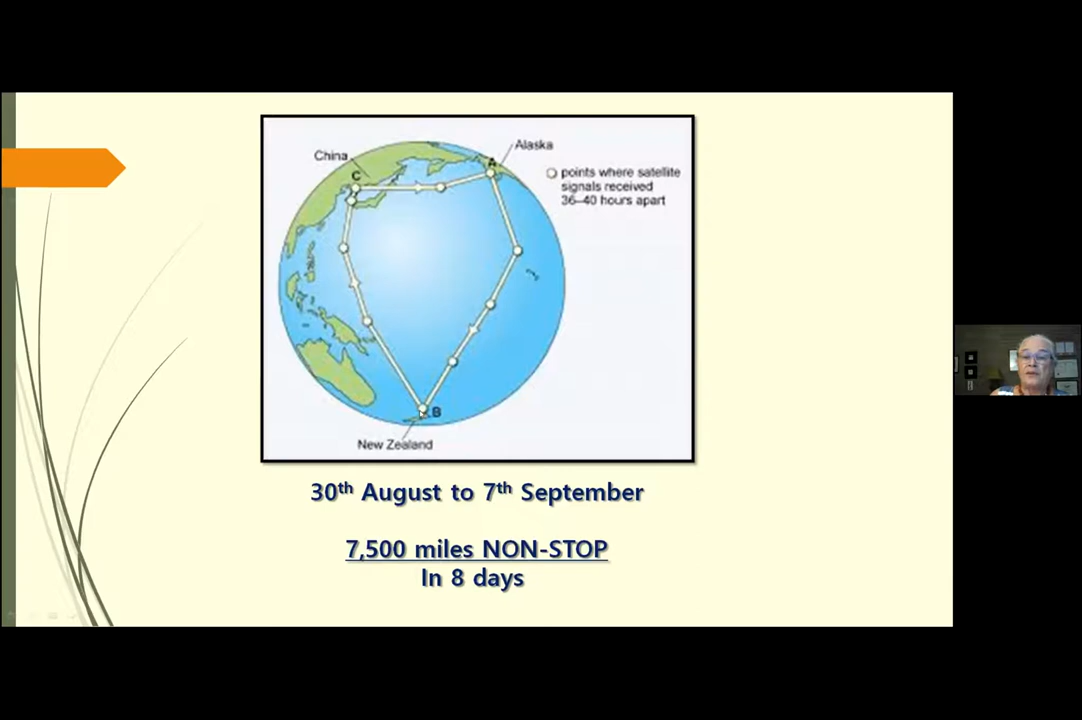 China
Alaska
A
C
points where satellite
signals received
36–40 hours apart
B
New Zealand
30th August to 7th September
7,500 miles NON-STOP
In 8 days